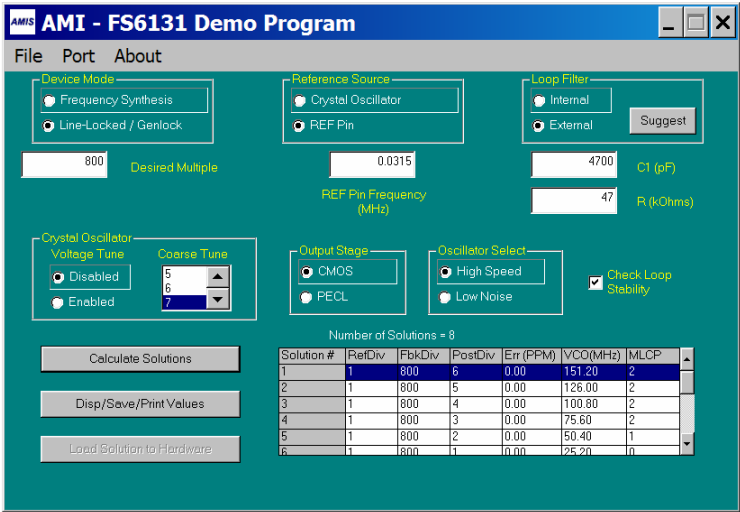 AMIS AMI - FS6131 Demo Program
File Port About
Device Mode
Frequency Synthesis
Line-Locked / Genlock
Reference Source
Crystal Oscillator
REF Pin
Loop Filter
Internal
External
Suggest
800 Desired Multiple
0.0315
REF Pin Frequency
(MHz)
4700 C1 (pF)
47 R (kOhms)
Crystal Oscillator
Voltage Tune
Disabled
Enabled
Coarse Tune
5
6
7
Output Stage
CMOS
PECL
Oscillator Select
High Speed
Low Noise
Check Loop
Stability
Number of Solutions = 8
Calculate Solutions
Disp/Save/Print Values
Load Solution to Hardware
Solution # RefDiv FbkDiv PostDiv Err (PPM) VCO(MHz) MLCP
1 1 800 6 0.00 151.20 2
2 1 800 5 0.00 126.00 2
3 1 800 4 0.00 100.80 2
4 1 800 3 0.00 75.60 2
5 1 800 2 0.00 50.40 1
6 1 800 1 0.00 25.20 0